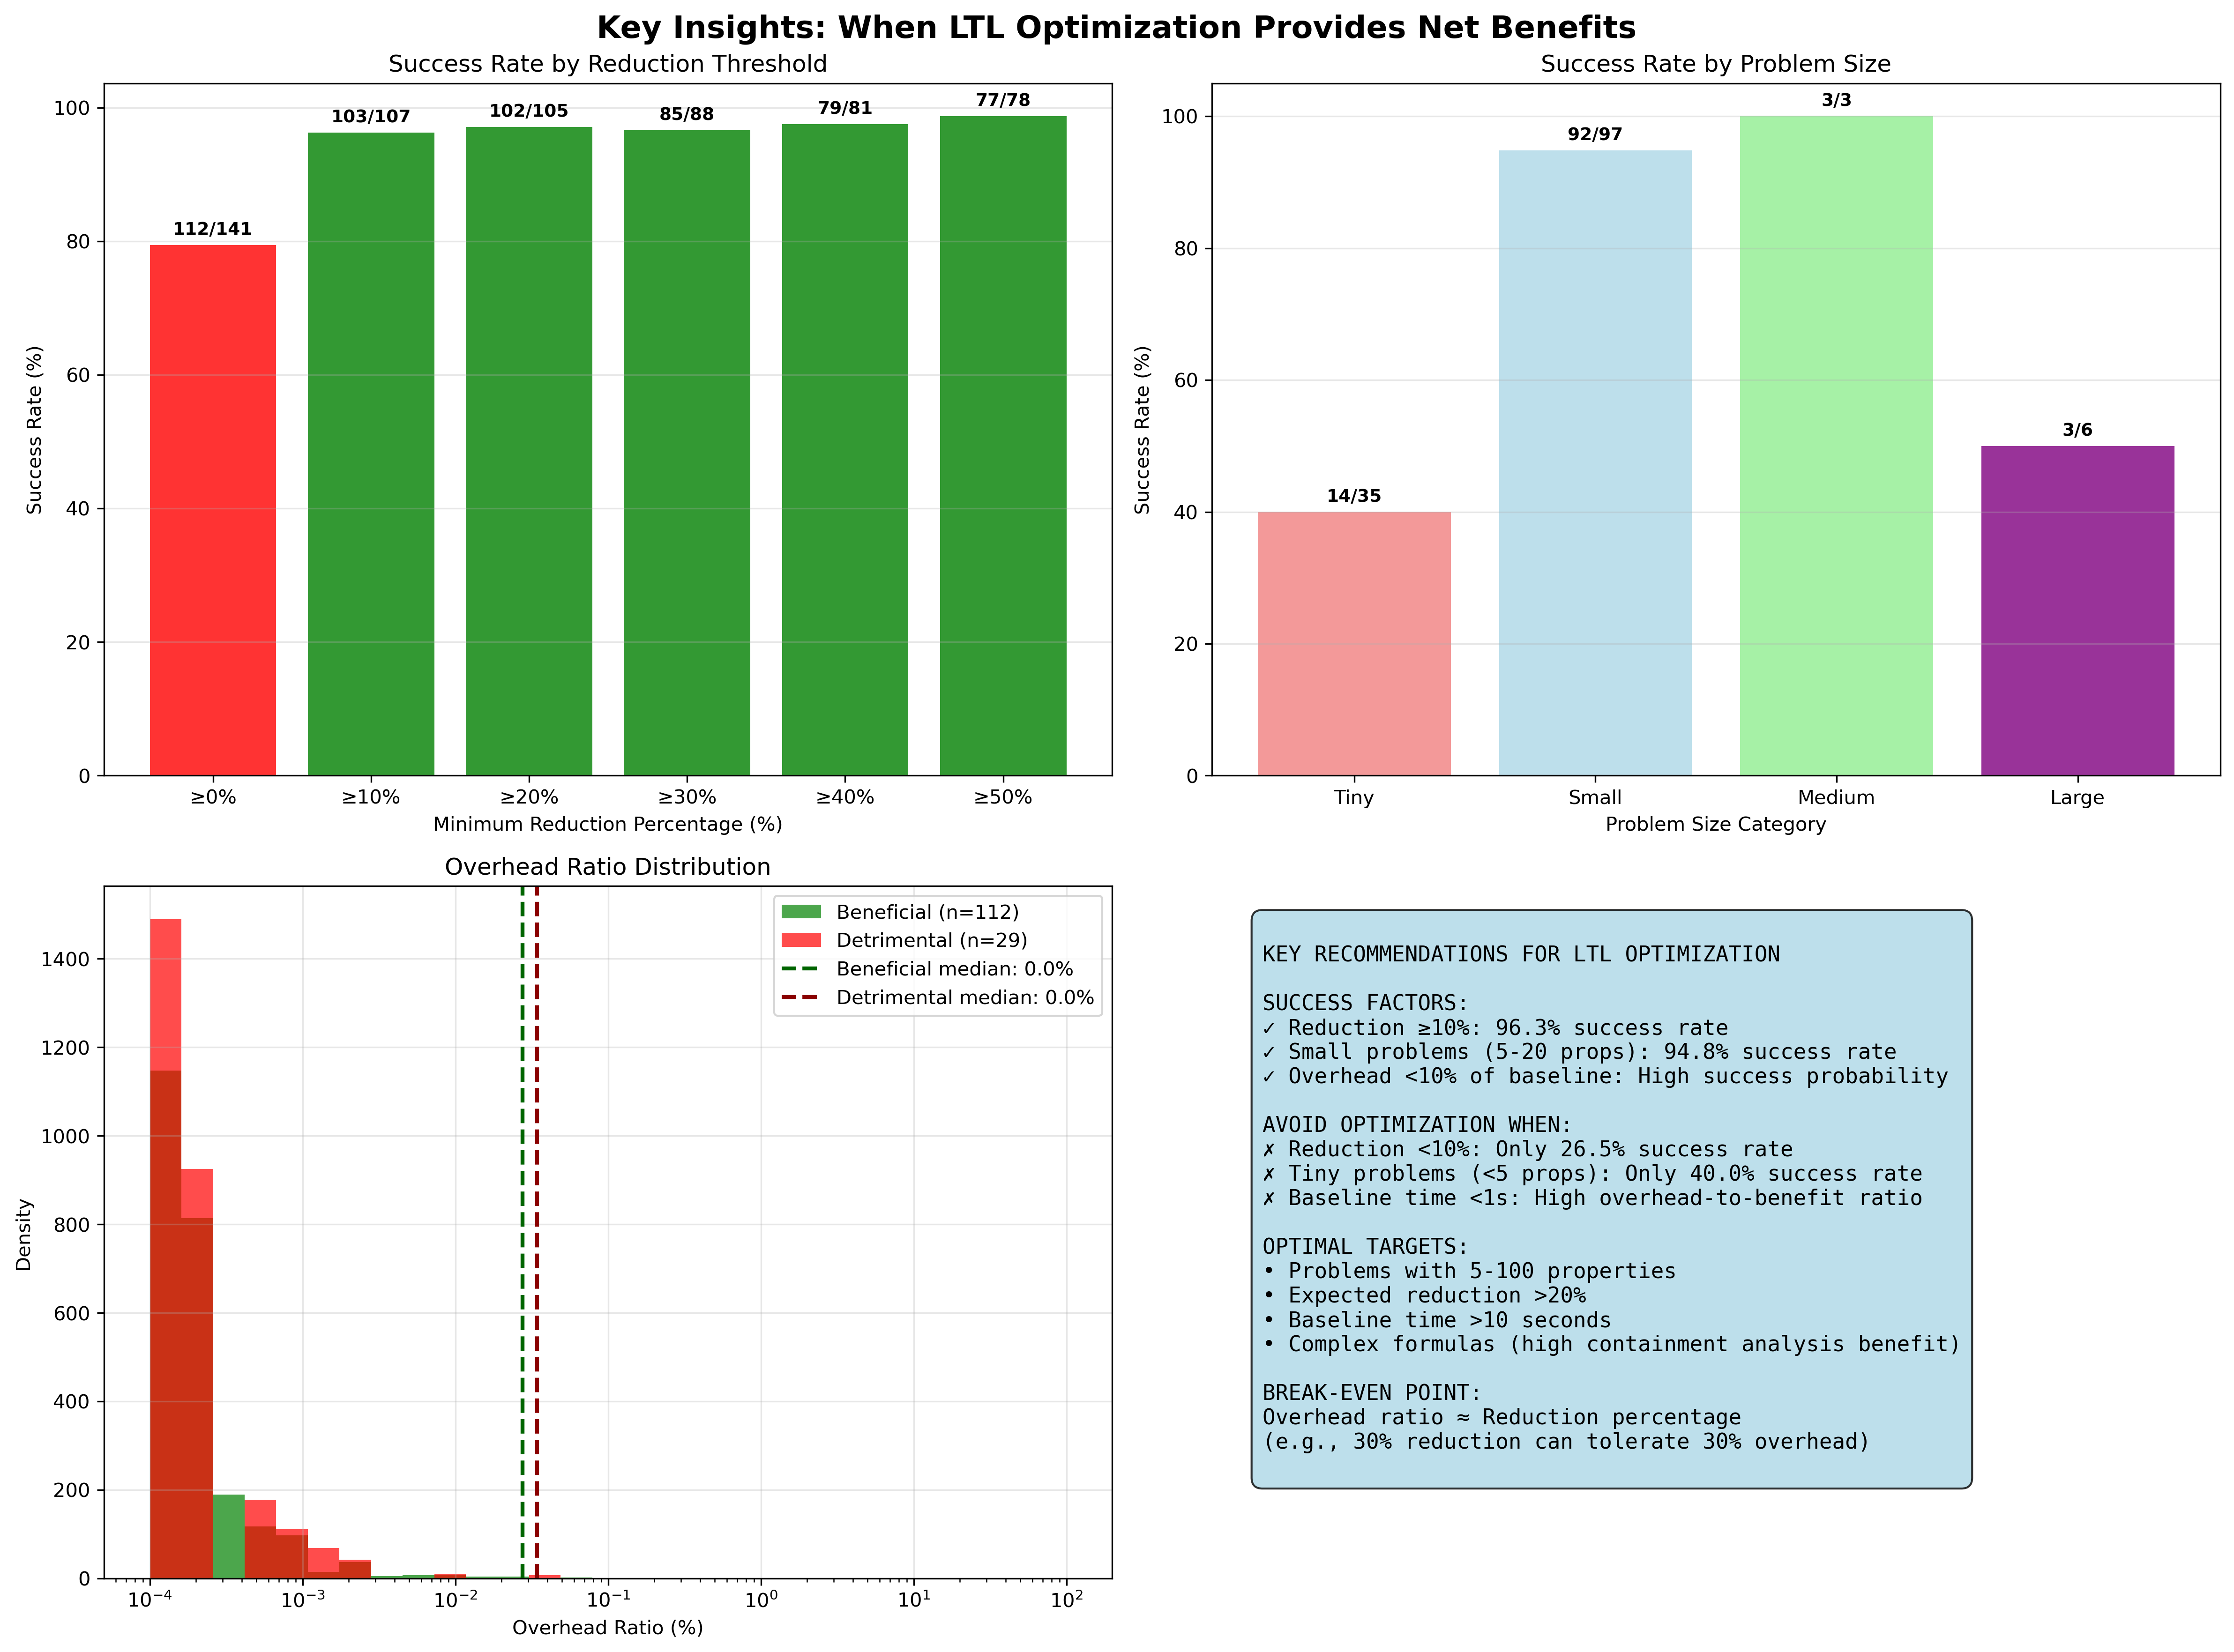 Key Insights: When LTL Optimization Provides Net Benefits
Success Rate by Reduction Threshold
Success Rate (%)
100
80
60
40
20
0
112/141
103/107
102/105
85/88
79/81
77/78
≥0%
≥10%
≥20%
≥30%
≥40%
≥50%
Minimum Reduction Percentage (%)
Success Rate by Problem Size
Success Rate (%)
100
80
60
40
20
0
14/35
92/97
3/3
3/6
Tiny
Small
Medium
Large
Problem Size Category
Overhead Ratio Distribution
Density
1400
1200
1000
800
600
400
200
0
Beneficial (n=112)
Detrimental (n=29)
Beneficial median: 0.0%
Detrimental median: 0.0%
10⁻⁴
10⁻³
10⁻²
10⁻¹
10⁰
10¹
10²
Overhead Ratio (%)
KEY RECOMMENDATIONS FOR LTL OPTIMIZATION
SUCCESS FACTORS:
✓ Reduction ≥10%: 96.3% success rate
✓ Small problems (5-20 props): 94.8% success rate
✓ Overhead <10% of baseline: High success probability
AVOID OPTIMIZATION WHEN:
✗ Reduction <10%: Only 26.5% success rate
✗ Tiny problems (<5 props): Only 40.0% success rate
✗ Baseline time <1s: High overhead-to-benefit ratio
OPTIMAL TARGETS:
• Problems with 5-100 properties
• Expected reduction >20%
• Baseline time >10 seconds
• Complex formulas (high containment analysis benefit)
BREAK-EVEN POINT:
Overhead ratio ≈ Reduction percentage
(e.g., 30% reduction can tolerate 30% overhead)